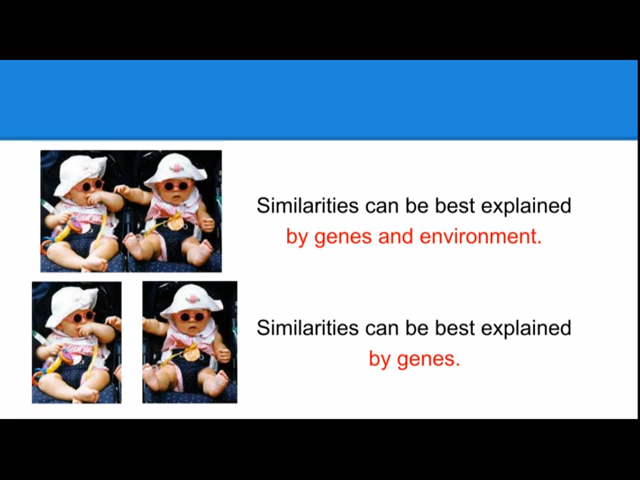 Similarities can be best explained
by genes and environment.
Similarities can be best explained
by genes.